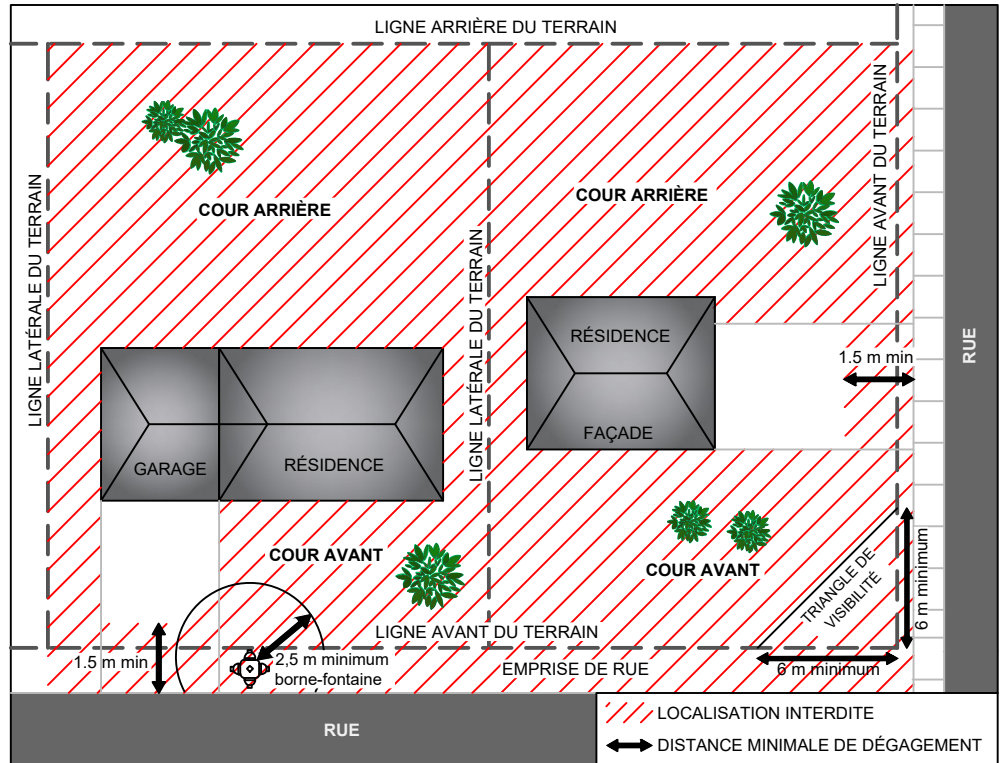 LIGNE ARRIÈRE DU TERRAIN
LIGNE LATÉRALE DU TERRAIN
COUR ARRIÈRE
LIGNE LATÉRALE DU TERRAIN
COUR ARRIÈRE
LIGNE AVANT DU TERRAIN
RUE
RÉSIDENCE
FAÇADE
1.5 m min
GARAGE
RÉSIDENCE
COUR AVANT
COUR AVANT
TRIANGLE DE
VISIBILITÉ
6 m minimum
LIGNE AVANT DU TERRAIN
1.5 m min
2,5 m minimum
borne-fontaine
EMPRISE DE RUE
6 m minimum
RUE
LOCALISATION INTERDITE
DISTANCE MINIMALE DE DÉGAGEMENT